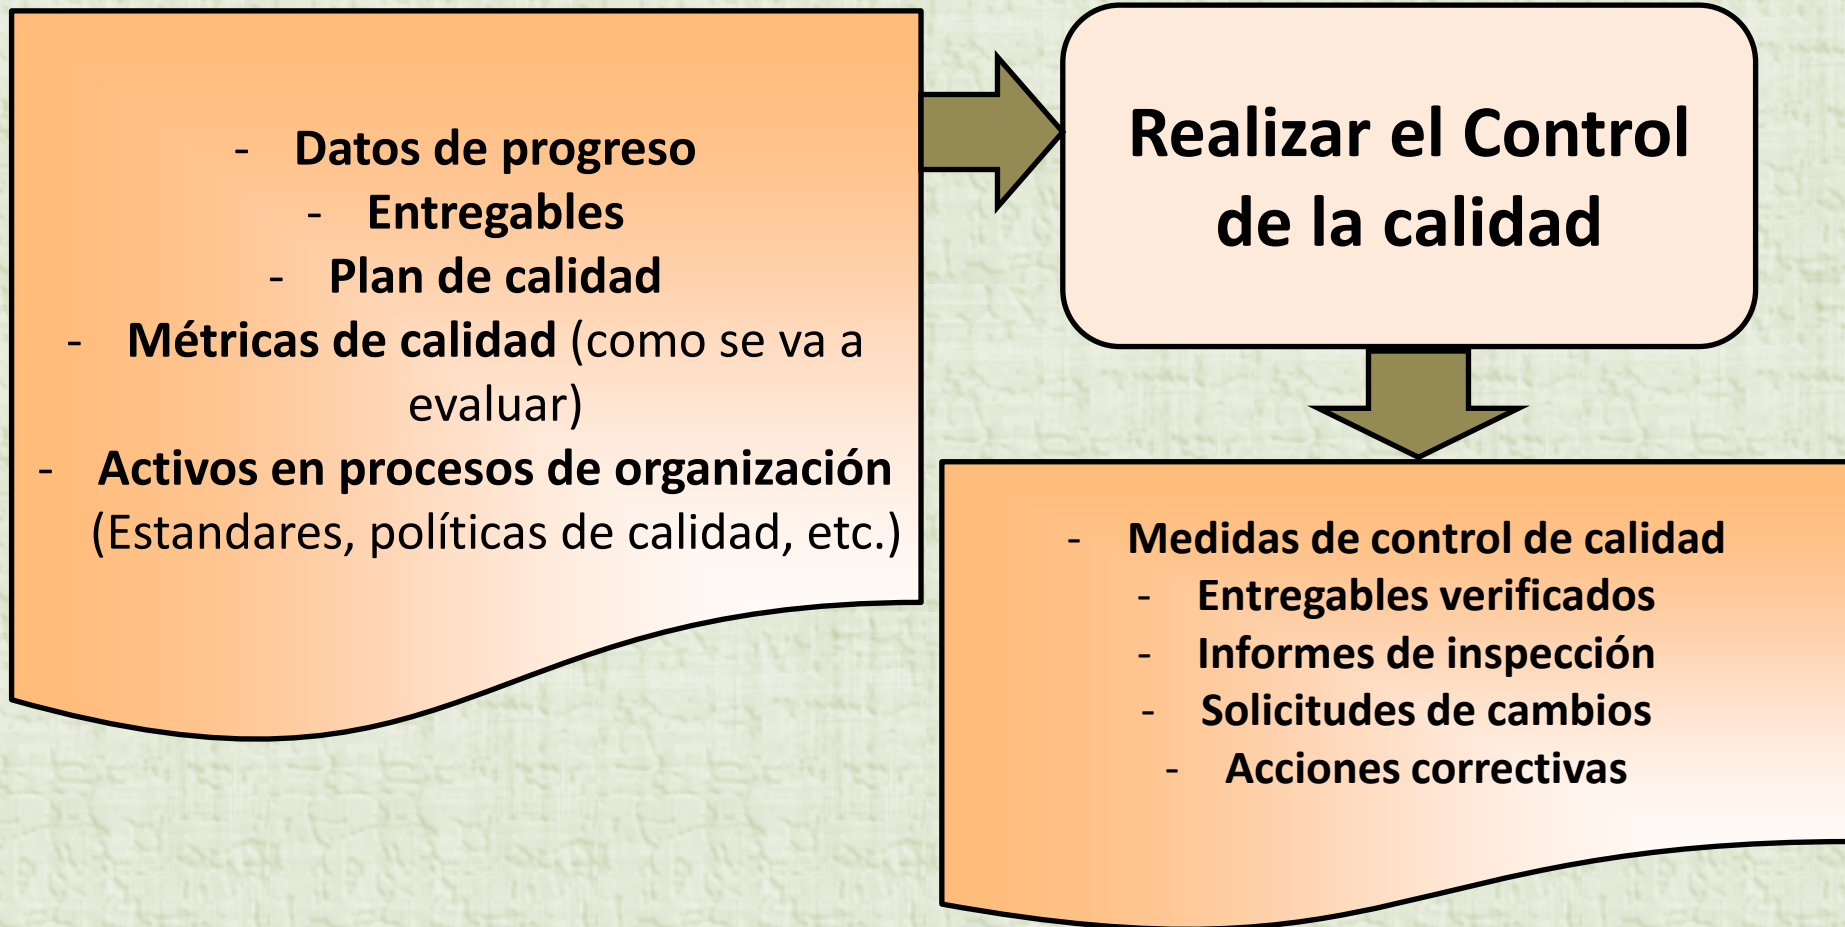 - Datos de progreso
- Entregables
- Plan de calidad
- Métricas de calidad (como se va a
evaluar)
- Activos en procesos de organización
(Estandares, políticas de calidad, etc.)
Realizar el Control
de la calidad
- Medidas de control de calidad
- Entregables verificados
- Informes de inspección
- Solicitudes de cambios
- Acciones correctivas